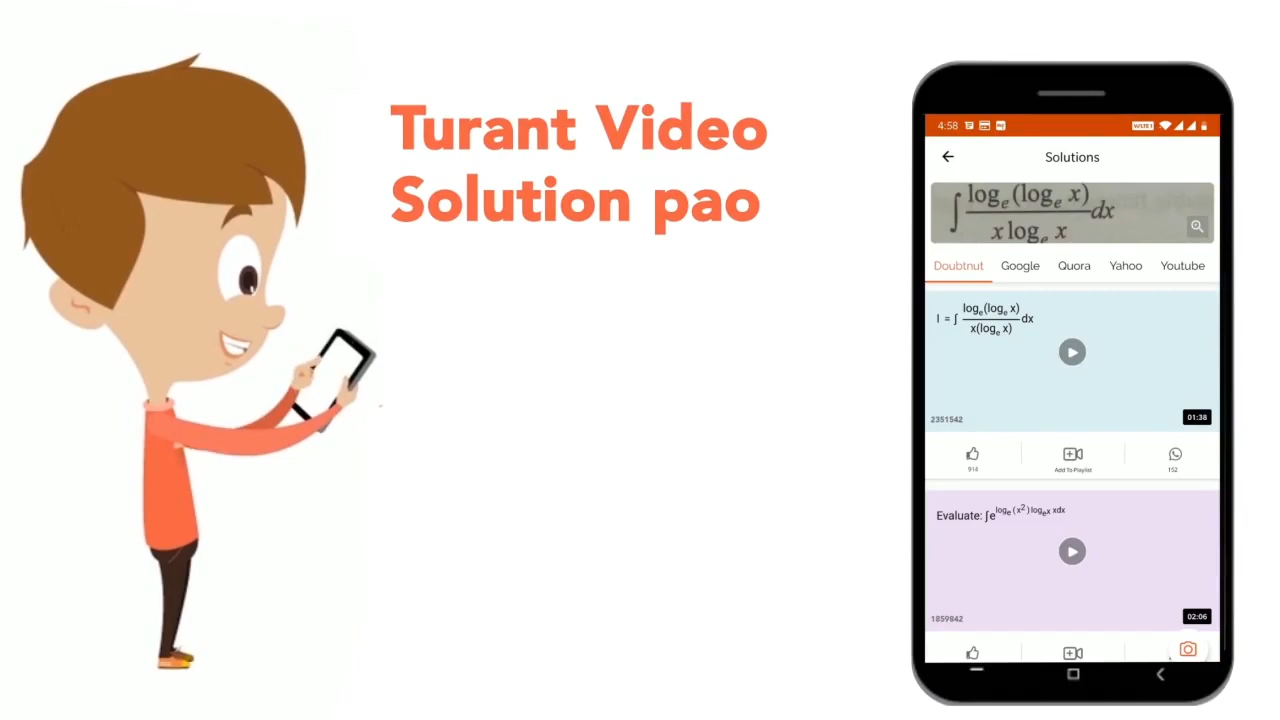 Turant Video
Solution pao
4:58
VoLTE1
Solutions
∫ logₑ(logₑ x) / x logₑ x dx
Doubtnut Google Quora Yahoo Youtube
I = ∫ logₑ(logₑ x) / x(logₑ x) dx
2351542 01:38
914 Add To Playlist 152
Evaluate: ∫e^logₑ(x²)logₑx xdx
1859842 02:06